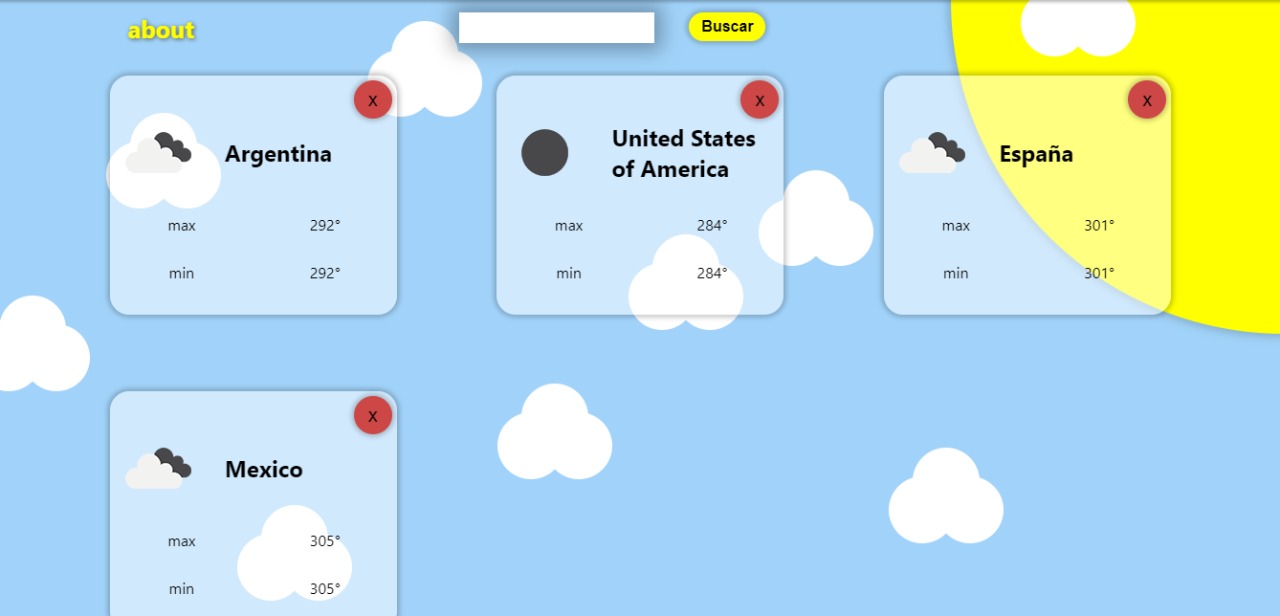 about
Buscar
x
Argentina
max 292°
min 292°
x
United States
of America
max 284°
min 284°
x
España
max 301°
min 301°
x
Mexico
max 305°
min 305°